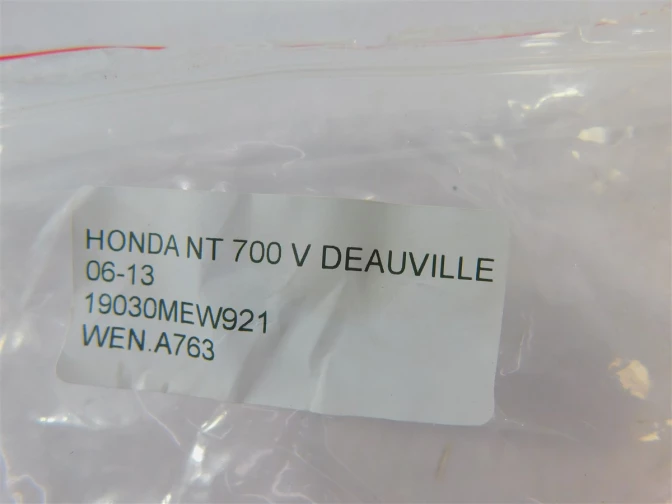 HONDA NT 700 V DEAUVILLE
06-13
19030MEW921
WEN.A763